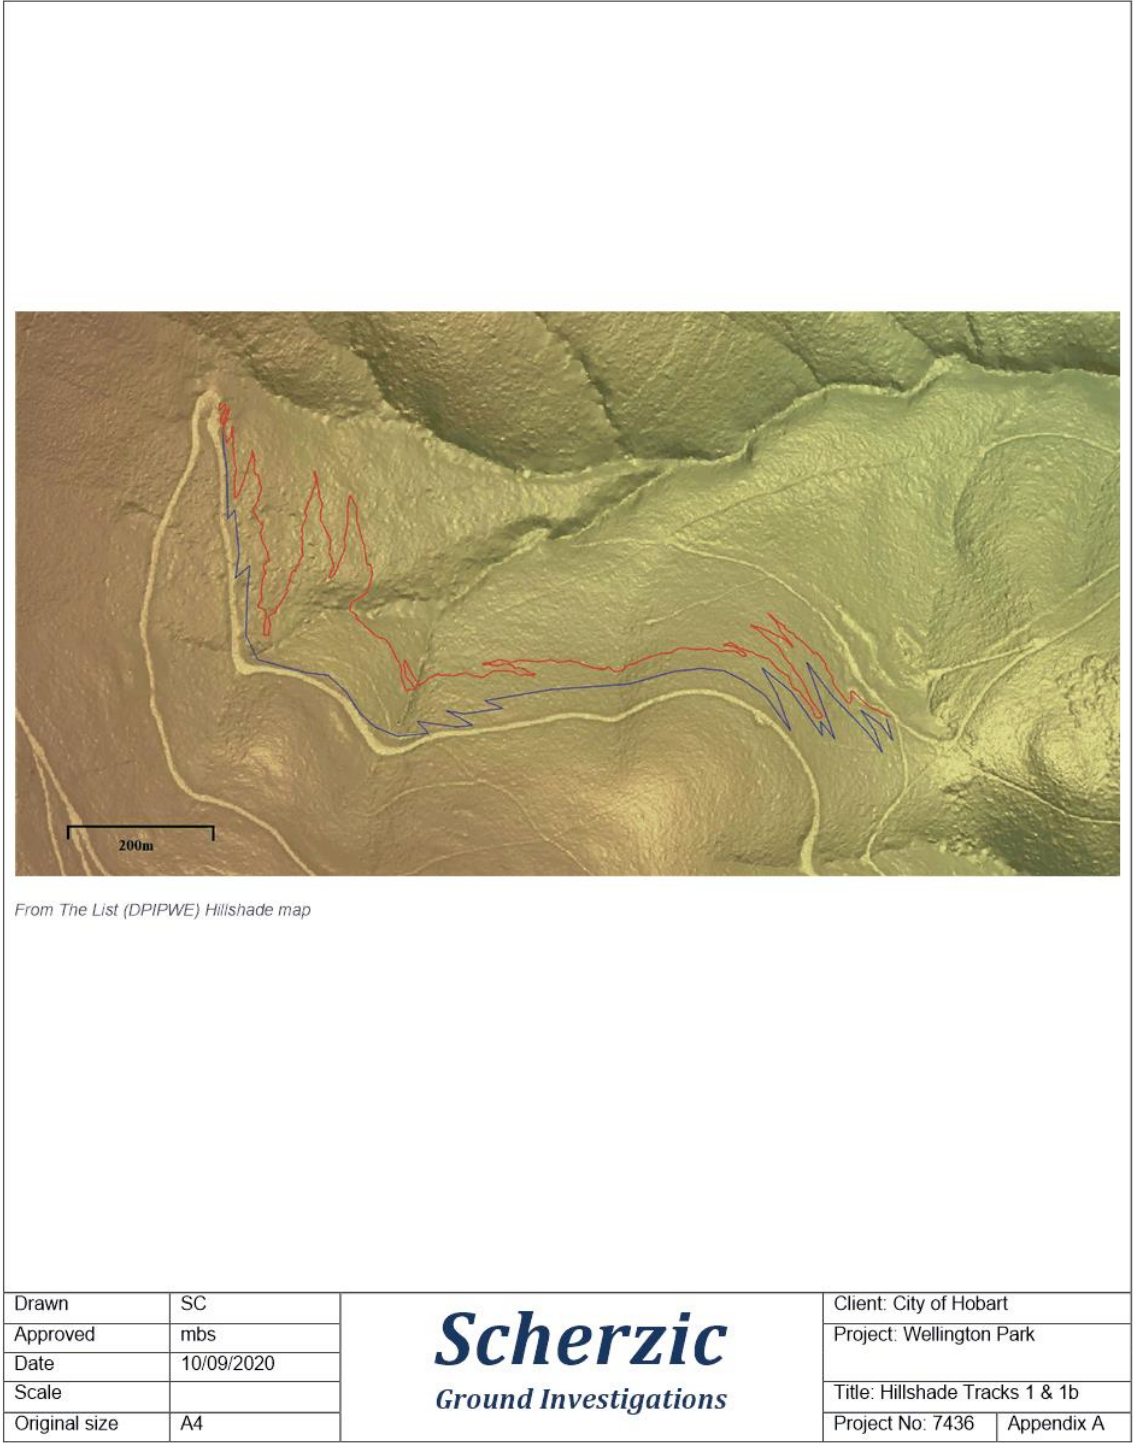 200m
From The List (DPIPWE) Hillshade map
Drawn SC
Approved mbs
Date 10/09/2020
Scale
Original size A4
Scherzic
Ground Investigations
Client: City of Hobart
Project: Wellington Park
Title: Hillshade Tracks 1 & 1b
Project No: 7436 Appendix A